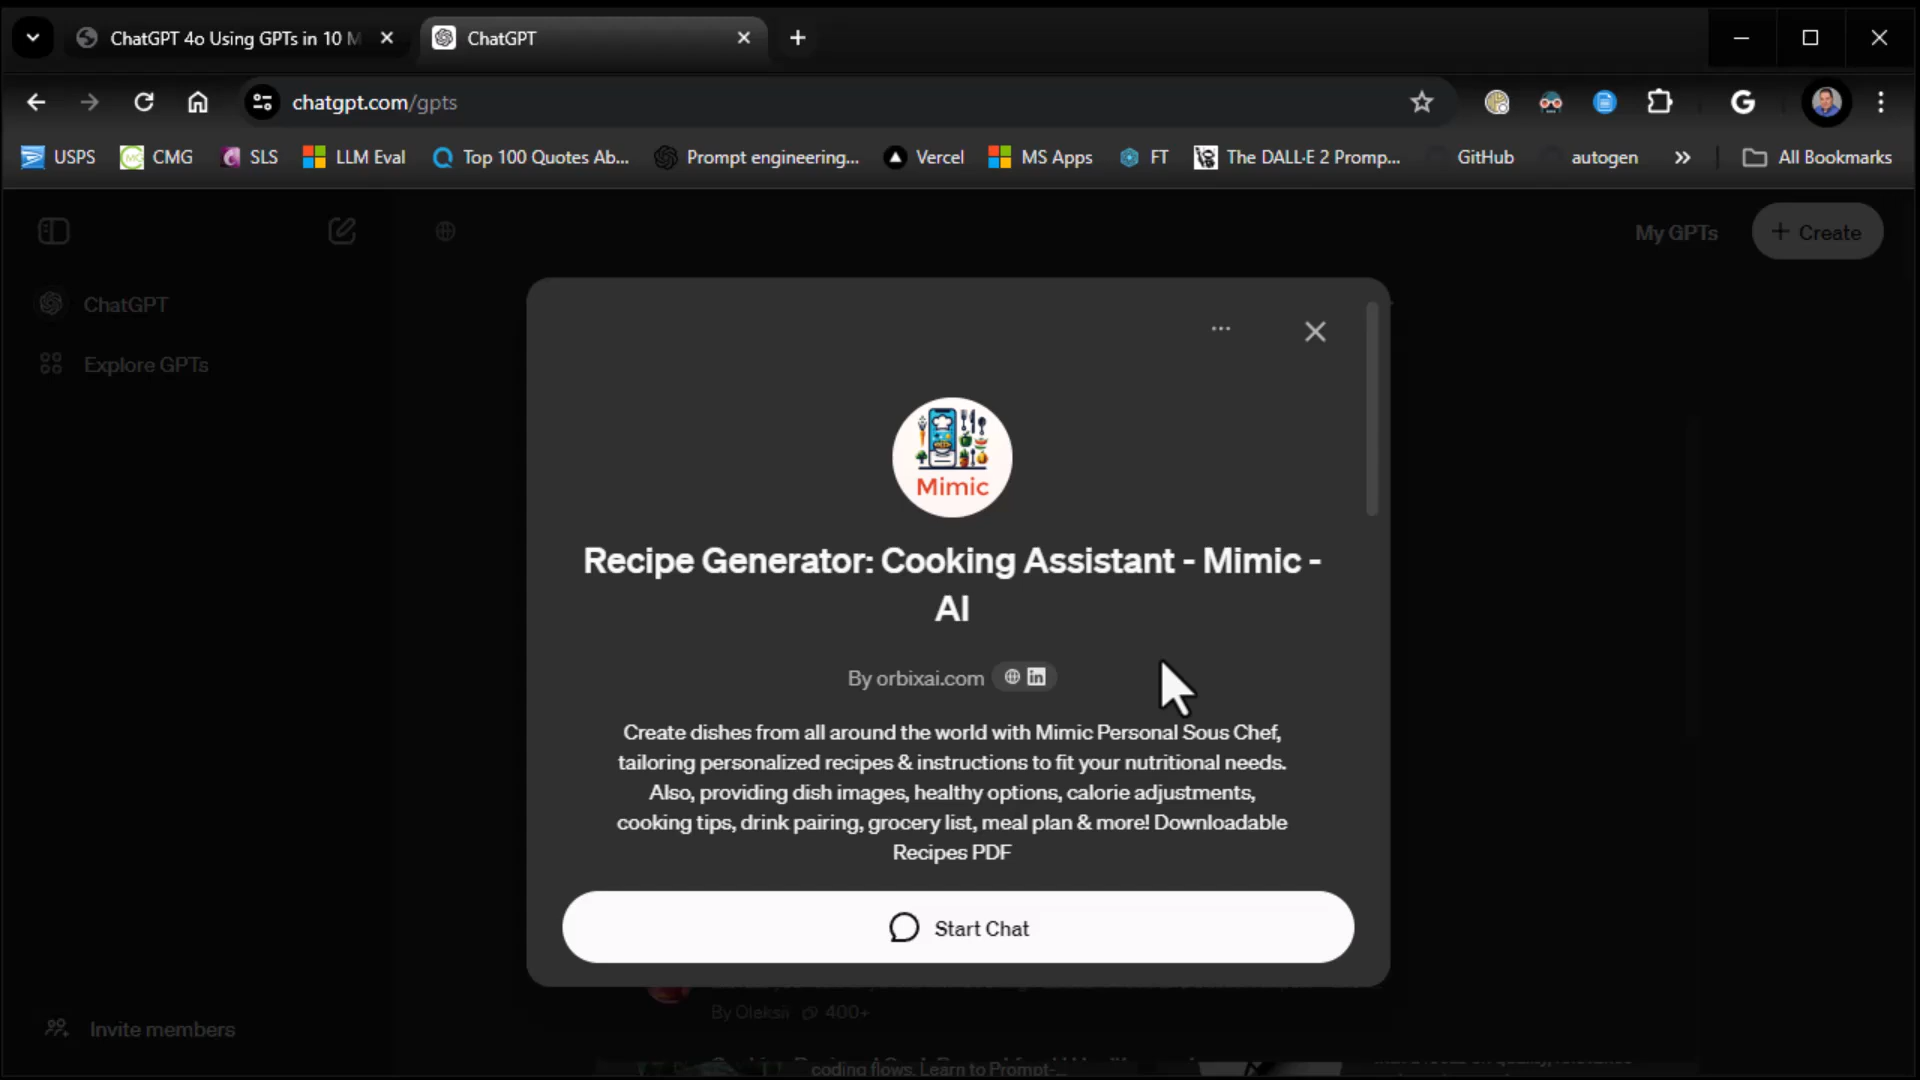 ChatGPT 4o Using GPTs in 10 M
ChatGPT
chatgpt.com/gpts
USPS
CMG
SLS
LLM Eval
Top 100 Quotes Ab...
Prompt engineering...
Vercel
MS Apps
FT
The DALL·E 2 Promp...
GitHub
autogen
All Bookmarks
My GPTs
Create
ChatGPT
Explore GPTs
Mimic
Recipe Generator: Cooking Assistant - Mimic -
AI
By orbixai.com
Create dishes from all around the world with Mimic Personal Sous Chef,
tailoring personalized recipes & instructions to fit your nutritional needs.
Also, providing dish images, healthy options, calorie adjustments,
cooking tips, drink pairing, grocery list, meal plan & more! Downloadable
Recipes PDF
Start Chat
By Oleksii 400+
Invite members
coding flows. Learn to Prompt-...